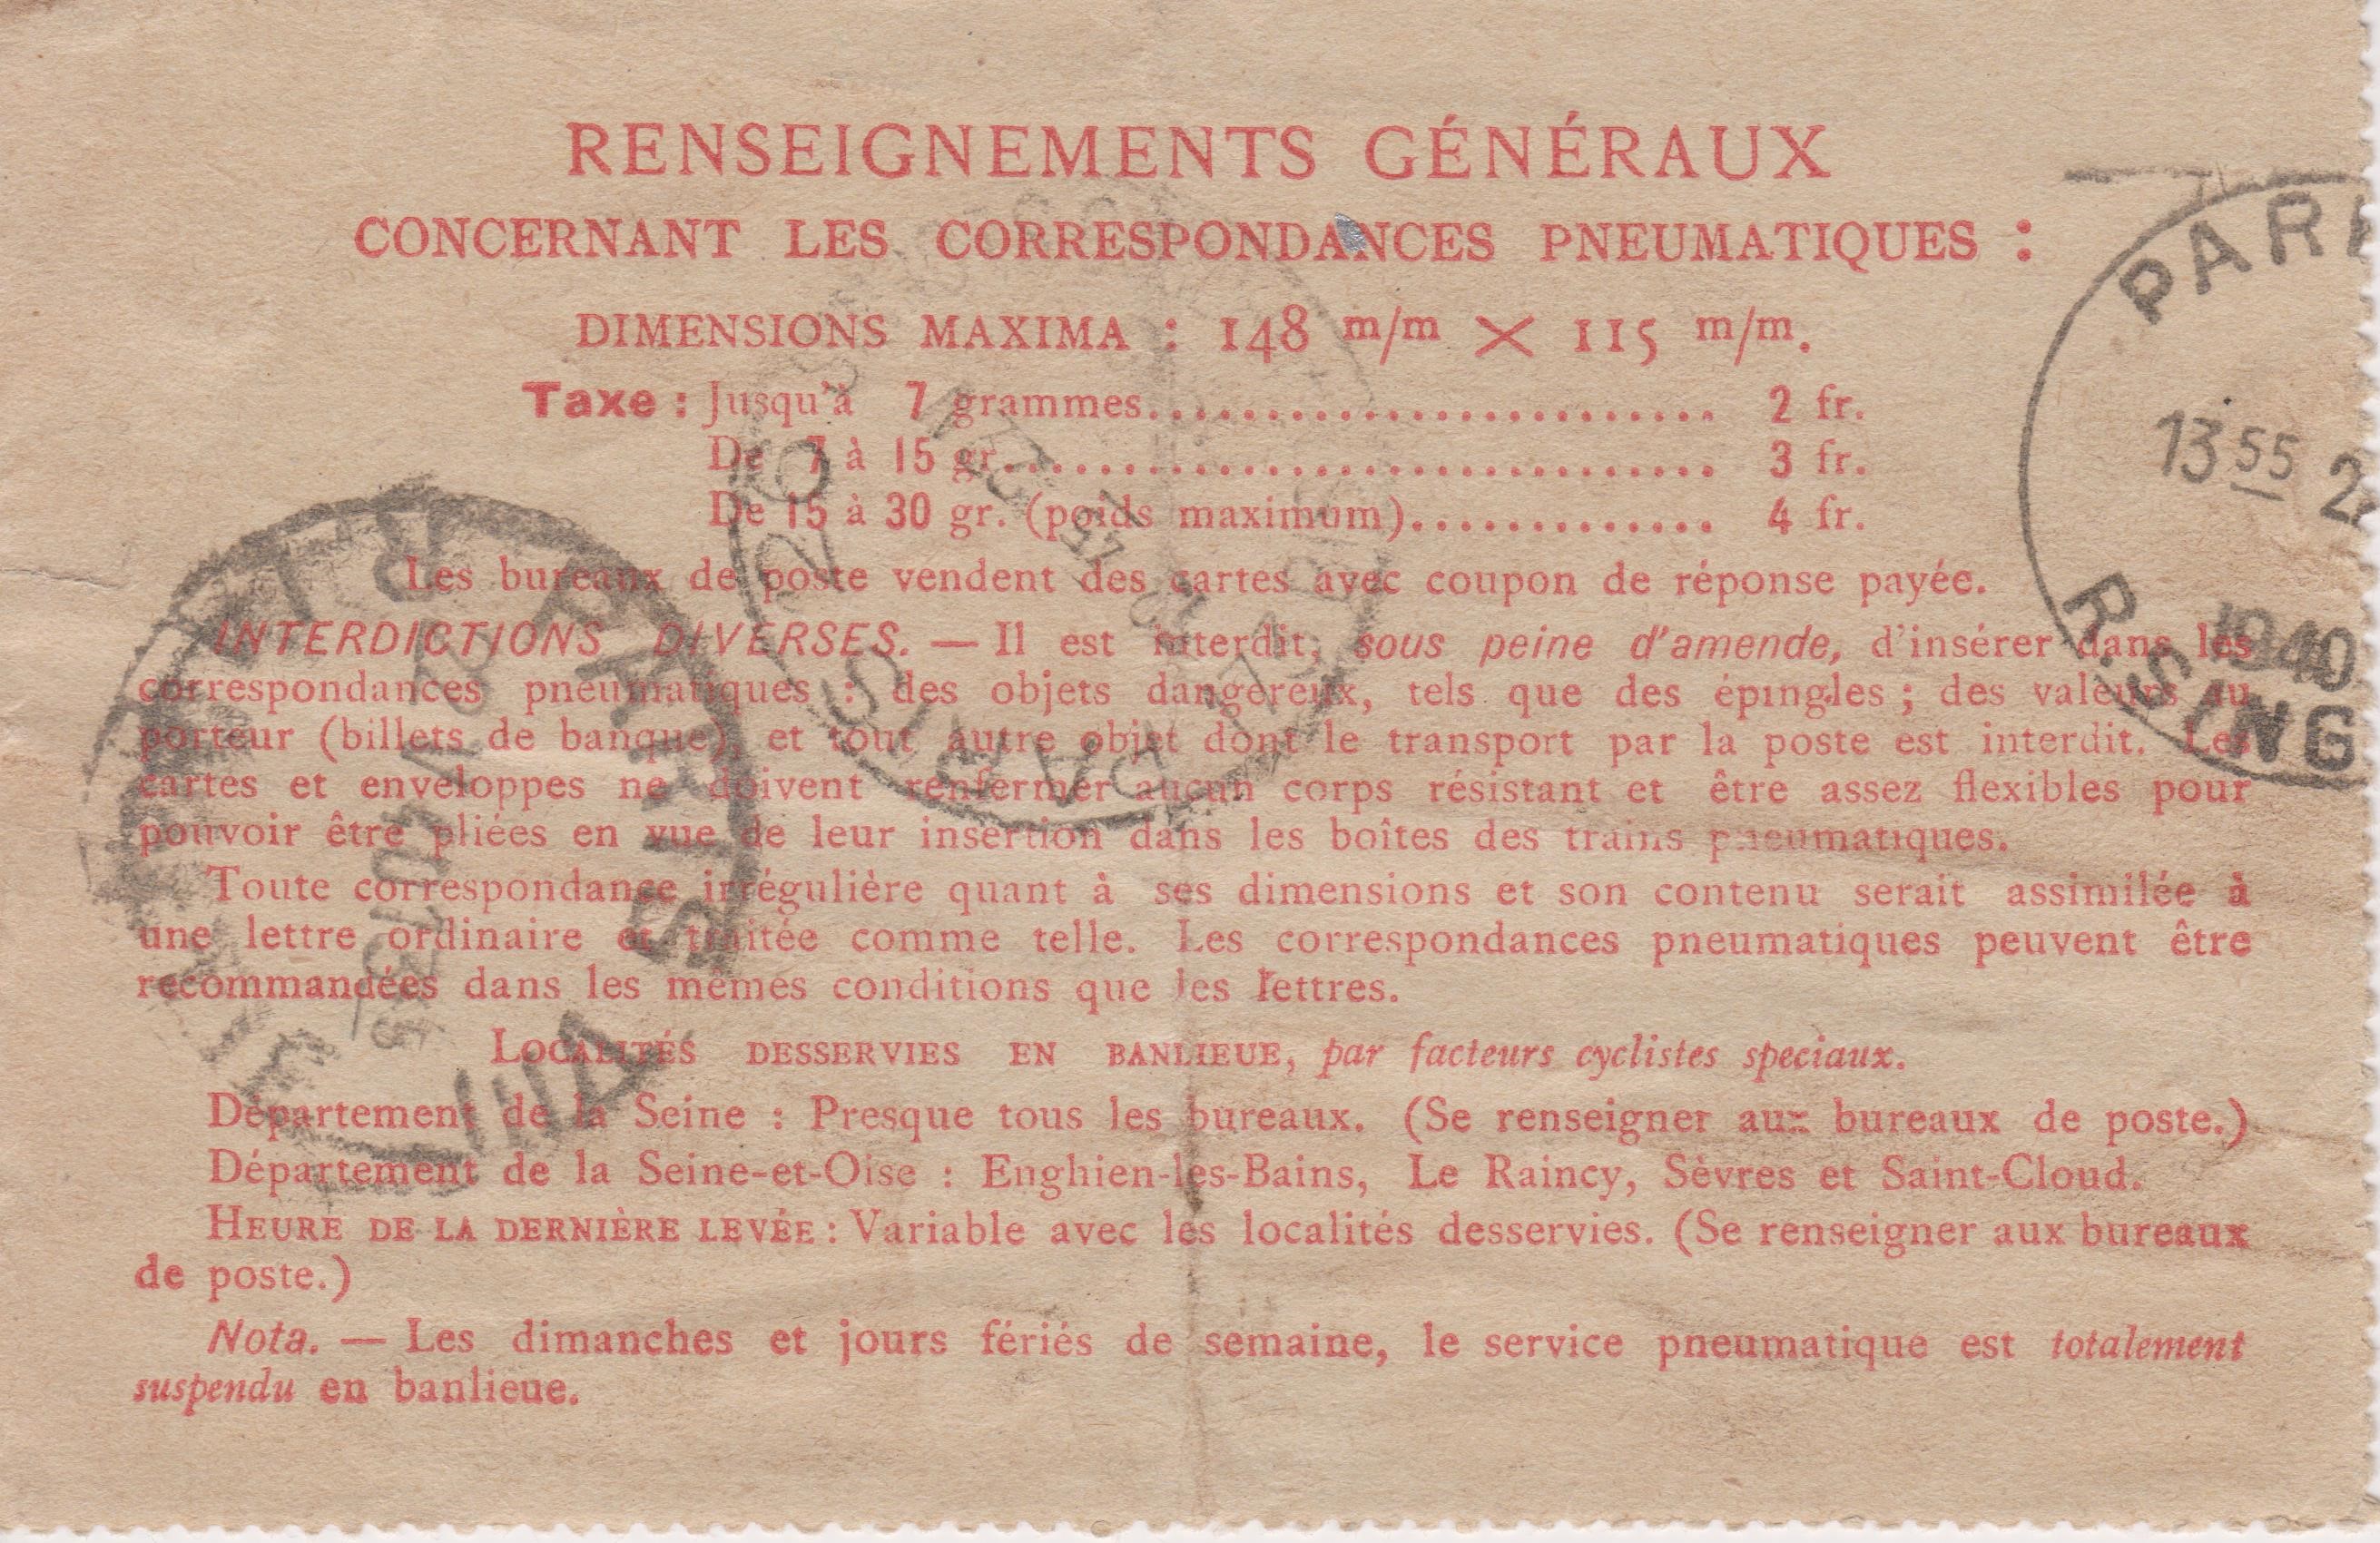 RENSEIGNEMENTS GÉNÉRAUX
CONCERNANT LES CORRESPONDANCES PNEUMATIQUES :
DIMENSIONS MAXIMA : 148 m/m × 115 m/m.
Taxe : Jusqu'à 7 grammes........................ 2 fr.
De 7 à 15 gr.............................. 3 fr.
De 15 à 30 gr. (poids maximum)............. 4 fr.
Les bureaux de poste vendent des cartes avec coupon de réponse payée.
INTERDICTIONS DIVERSES. — Il est interdit, sous peine d'amende, d'insérer dans les
correspondances pneumatiques : des objets dangereux, tels que des épingles ; des valeurs au
porteur (billets de banque), et tout autre objet dont le transport par la poste est interdit. Les
cartes et enveloppes ne doivent renfermer aucun corps résistant et être assez flexibles pour
pouvoir être pliées en vue de leur insertion dans les boîtes des trains pneumatiques.
Toute correspondance irrégulière quant à ses dimensions et son contenu serait assimilée à
une lettre ordinaire et traitée comme telle. Les correspondances pneumatiques peuvent être
recommandées dans les mêmes conditions que les lettres.
LOCALITÉS DESSERVIES EN BANLIEUE, par facteurs cyclistes speciaux.
Département de la Seine : Presque tous les bureaux. (Se renseigner aux bureaux de poste.)
Département de la Seine-et-Oise : Enghien-les-Bains, Le Raincy, Sèvres et Saint-Cloud.
HEURE DE LA DERNIÈRE LEVÉE : Variable avec les localités desservies. (Se renseigner aux bureaux
de poste.)
Nota. — Les dimanches et jours fériés de semaine, le service pneumatique est totalement
suspendu en banlieue.
PARI
13 55 2
1940
R. SING
PARIS VIII
PARIS